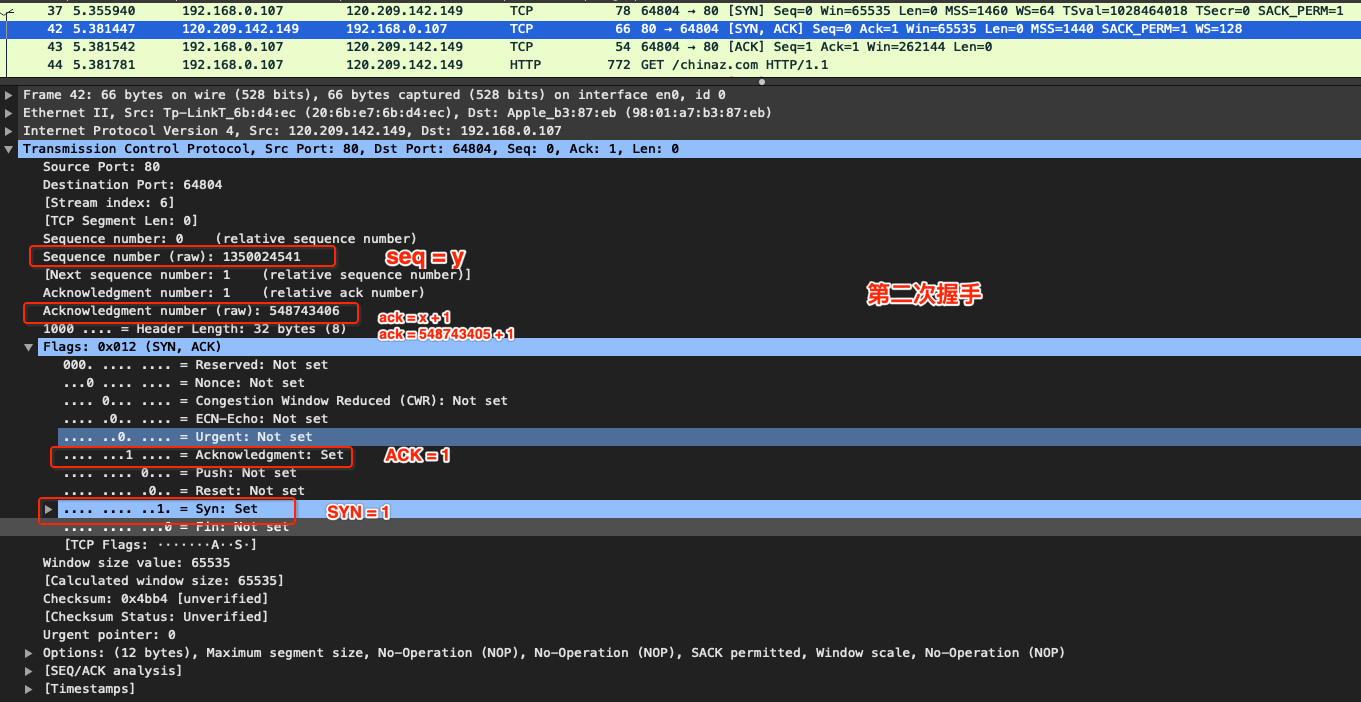 37 5.355940 192.168.0.107 120.209.142.149 TCP 78 64804 → 80 [SYN] Seq=0 Win=65535 Len=0 MSS=1460 WS=64 TSval=1028464018 TSecr=0 SACK_PERM=1
42 5.381447 120.209.142.149 192.168.0.107 TCP 66 80 → 64804 [SYN, ACK] Seq=0 Ack=1 Win=65535 Len=0 MSS=1440 SACK_PERM=1 WS=128
43 5.381542 192.168.0.107 120.209.142.149 TCP 54 64804 → 80 [ACK] Seq=1 Ack=1 Win=262144 Len=0
44 5.381781 192.168.0.107 120.209.142.149 HTTP 772 GET /chinaz.com HTTP/1.1
Frame 42: 66 bytes on wire (528 bits), 66 bytes captured (528 bits) on interface en0, id 0
Ethernet II, Src: Tp-LinkT_6b:d4:ec (20:6b:e7:6b:d4:ec), Dst: Apple_b3:87:eb (98:01:a7:b3:87:eb)
Internet Protocol Version 4, Src: 120.209.142.149, Dst: 192.168.0.107
Transmission Control Protocol, Src Port: 80, Dst Port: 64804, Seq: 0, Ack: 1, Len: 0
Source Port: 80
Destination Port: 64804
[Stream index: 6]
[TCP Segment Len: 0]
Sequence number: 0 (relative sequence number)
Sequence number (raw): 1350024541 seq = y
[Next sequence number: 1 (relative sequence number)]
Acknowledgment number: 1 (relative ack number) 第二次握手
Acknowledgment number (raw): 548743406 ack = x + 1
1000 .... = Header Length: 32 bytes (8) ack = 548743405 + 1
Flags: 0x012 (SYN, ACK)
000. .... .... = Reserved: Not set
...0 .... .... = Nonce: Not set
.... 0... .... = Congestion Window Reduced (CWR): Not set
.... .0.. .... = ECN-Echo: Not set
.... ..0. .... = Urgent: Not set
.... ...1 .... = Acknowledgment: Set ACK = 1
.... .... 0... = Push: Not set
.... .... .0.. = Reset: Not set
.... .... ..1. = Syn: Set SYN = 1
.... .... ...0 = Fin: Not set
[TCP Flags: ·······A··S·]
Window size value: 65535
[Calculated window size: 65535]
Checksum: 0x4bb4 [unverified]
[Checksum Status: Unverified]
Urgent pointer: 0
Options: (12 bytes), Maximum segment size, No-Operation (NOP), No-Operation (NOP), SACK permitted, Window scale, No-Operation (NOP)
[SEQ/ACK analysis]
[Timestamps]